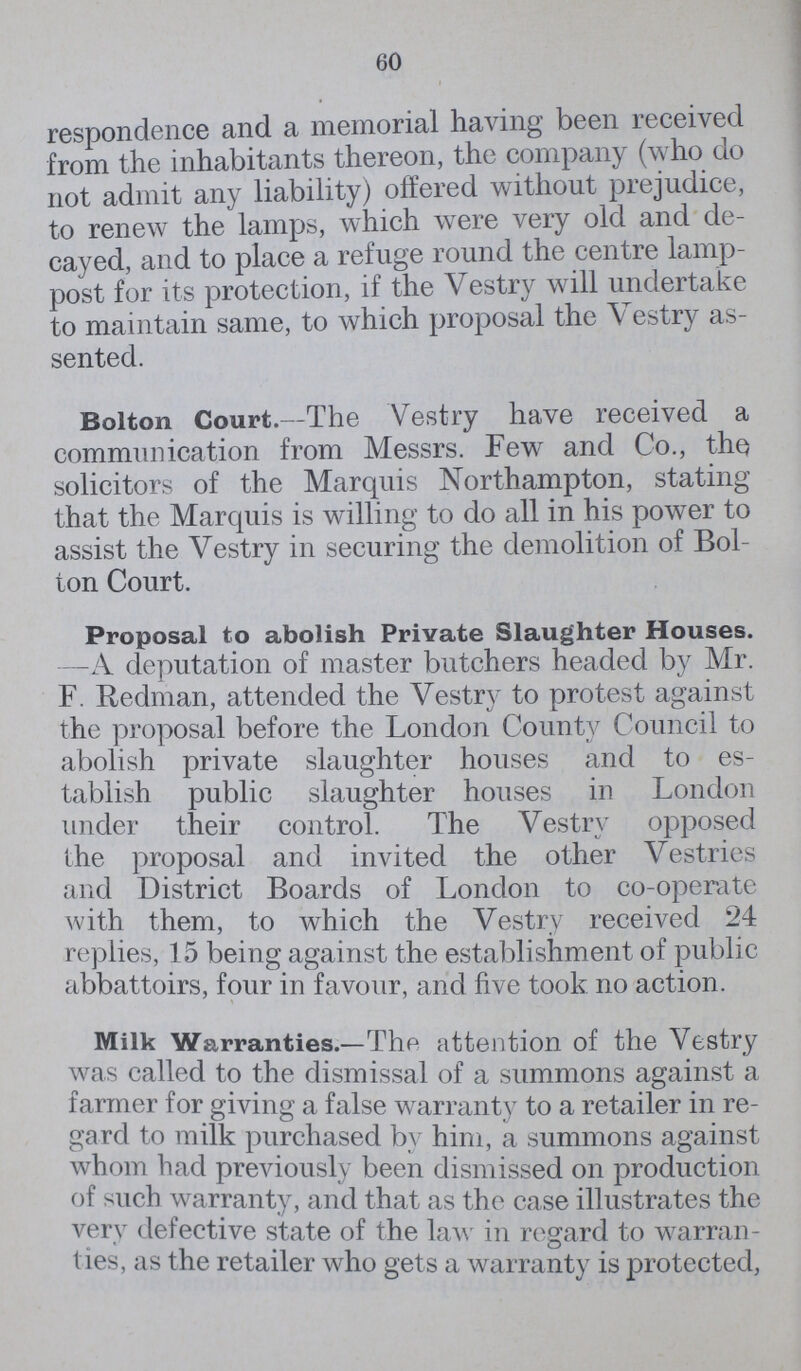 60
respondence and a memorial having been received
from the inhabitants thereon, the company (who do
not admit any liability) offered without prejudice,
to renew the lamps, which were very old and de-
cayed, and to place a refuge round the centre lamp-
post for its protection, if the Vestry will undertake
to maintain same, to which proposal the Vestry as-
sented.
Bolton Court.—The Vestry have received a
communication from Messrs. Few and Co., the
solicitors of the Marquis Northampton, stating
that the Marquis is willing to do all in his power to
assist the Vestry in securing the demolition of Bol-
ton Court.
Proposal to abolish Private Slaughter Houses.
—A deputation of master butchers headed by Mr.
F. Redman, attended the Vestry to protest against
the proposal before the London County Council to
abolish private slaughter houses and to es-
tablish public slaughter houses in London
under their control. The Vestry opposed
the proposal and invited the other Vestries
and District Boards of London to co-operate
with them, to which the Vestry received 24
replies, 15 being against the establishment of public
abbattoirs, four in favour, and five took no action.
Milk Warranties.—The attention of the Vestry
was called to the dismissal of a summons against a
farmer for giving a false warranty to a retailer in re-
gard to milk purchased by him, a summons against
whom had previously been dismissed on production
of such warranty, and that as the case illustrates the
very defective state of the law in regard to warran-
ties, as the retailer who gets a warranty is protected,